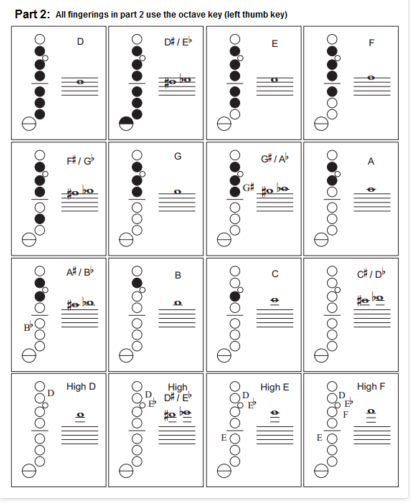 Part 2: All fingerings in part 2 use the octave key (left thumb key)
D
D♯ / E♭
E
F
F♯ / G♭
G
G♯ / A♭
G♯
A
A♯ / B♭
B♭
B
C
C♯ / D♭
High D
D
High
D♯ / E♭
D
E♭
High E
D
E♭
E
High F
D
E♭
F
E